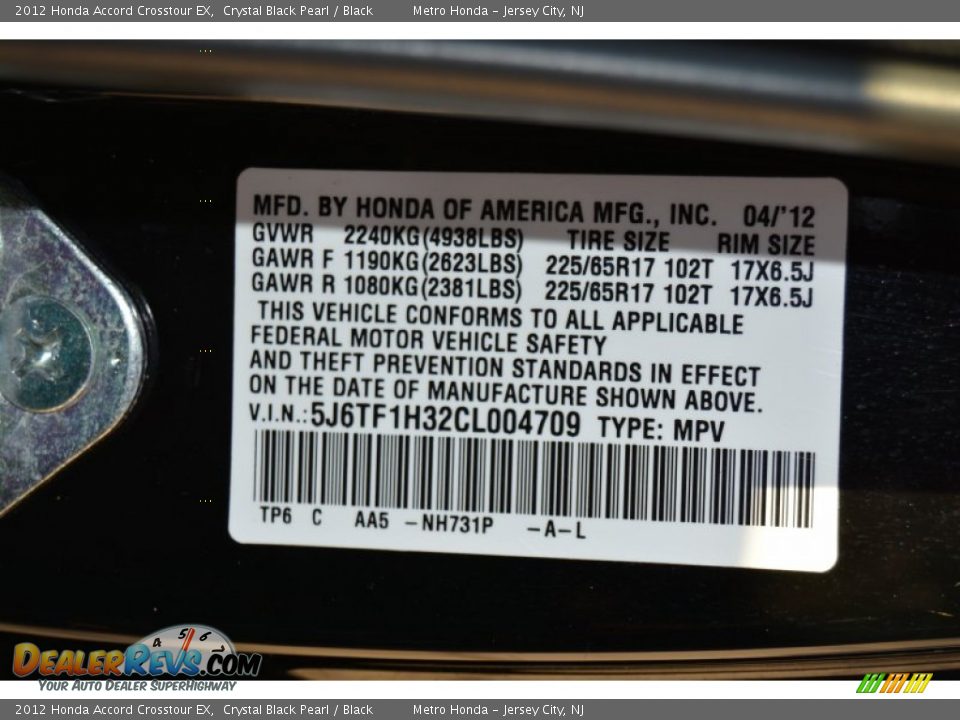 2012 Honda Accord Crosstour EX, Crystal Black Pearl / Black Metro Honda - Jersey City, NJ
MFD. BY HONDA OF AMERICA MFG., INC. 04/'12
GVWR 2240KG(4938LBS) TIRE SIZE RIM SIZE
GAWR F 1190KG(2623LBS) 225/65R17 102T 17X6.5J
GAWR R 1080KG(2381LBS) 225/65R17 102T 17X6.5J
THIS VEHICLE CONFORMS TO ALL APPLICABLE
FEDERAL MOTOR VEHICLE SAFETY
AND THEFT PREVENTION STANDARDS IN EFFECT
ON THE DATE OF MANUFACTURE SHOWN ABOVE.
V.I.N.: 5J6TF1H32CL004709 TYPE: MPV
TP6 C AA5 -NH731P -A-L
4 5 6
DEALERREVS.COM
YOUR AUTO DEALER SUPERHIGHWAY
2012 Honda Accord Crosstour EX, Crystal Black Pearl / Black Metro Honda - Jersey City, NJ